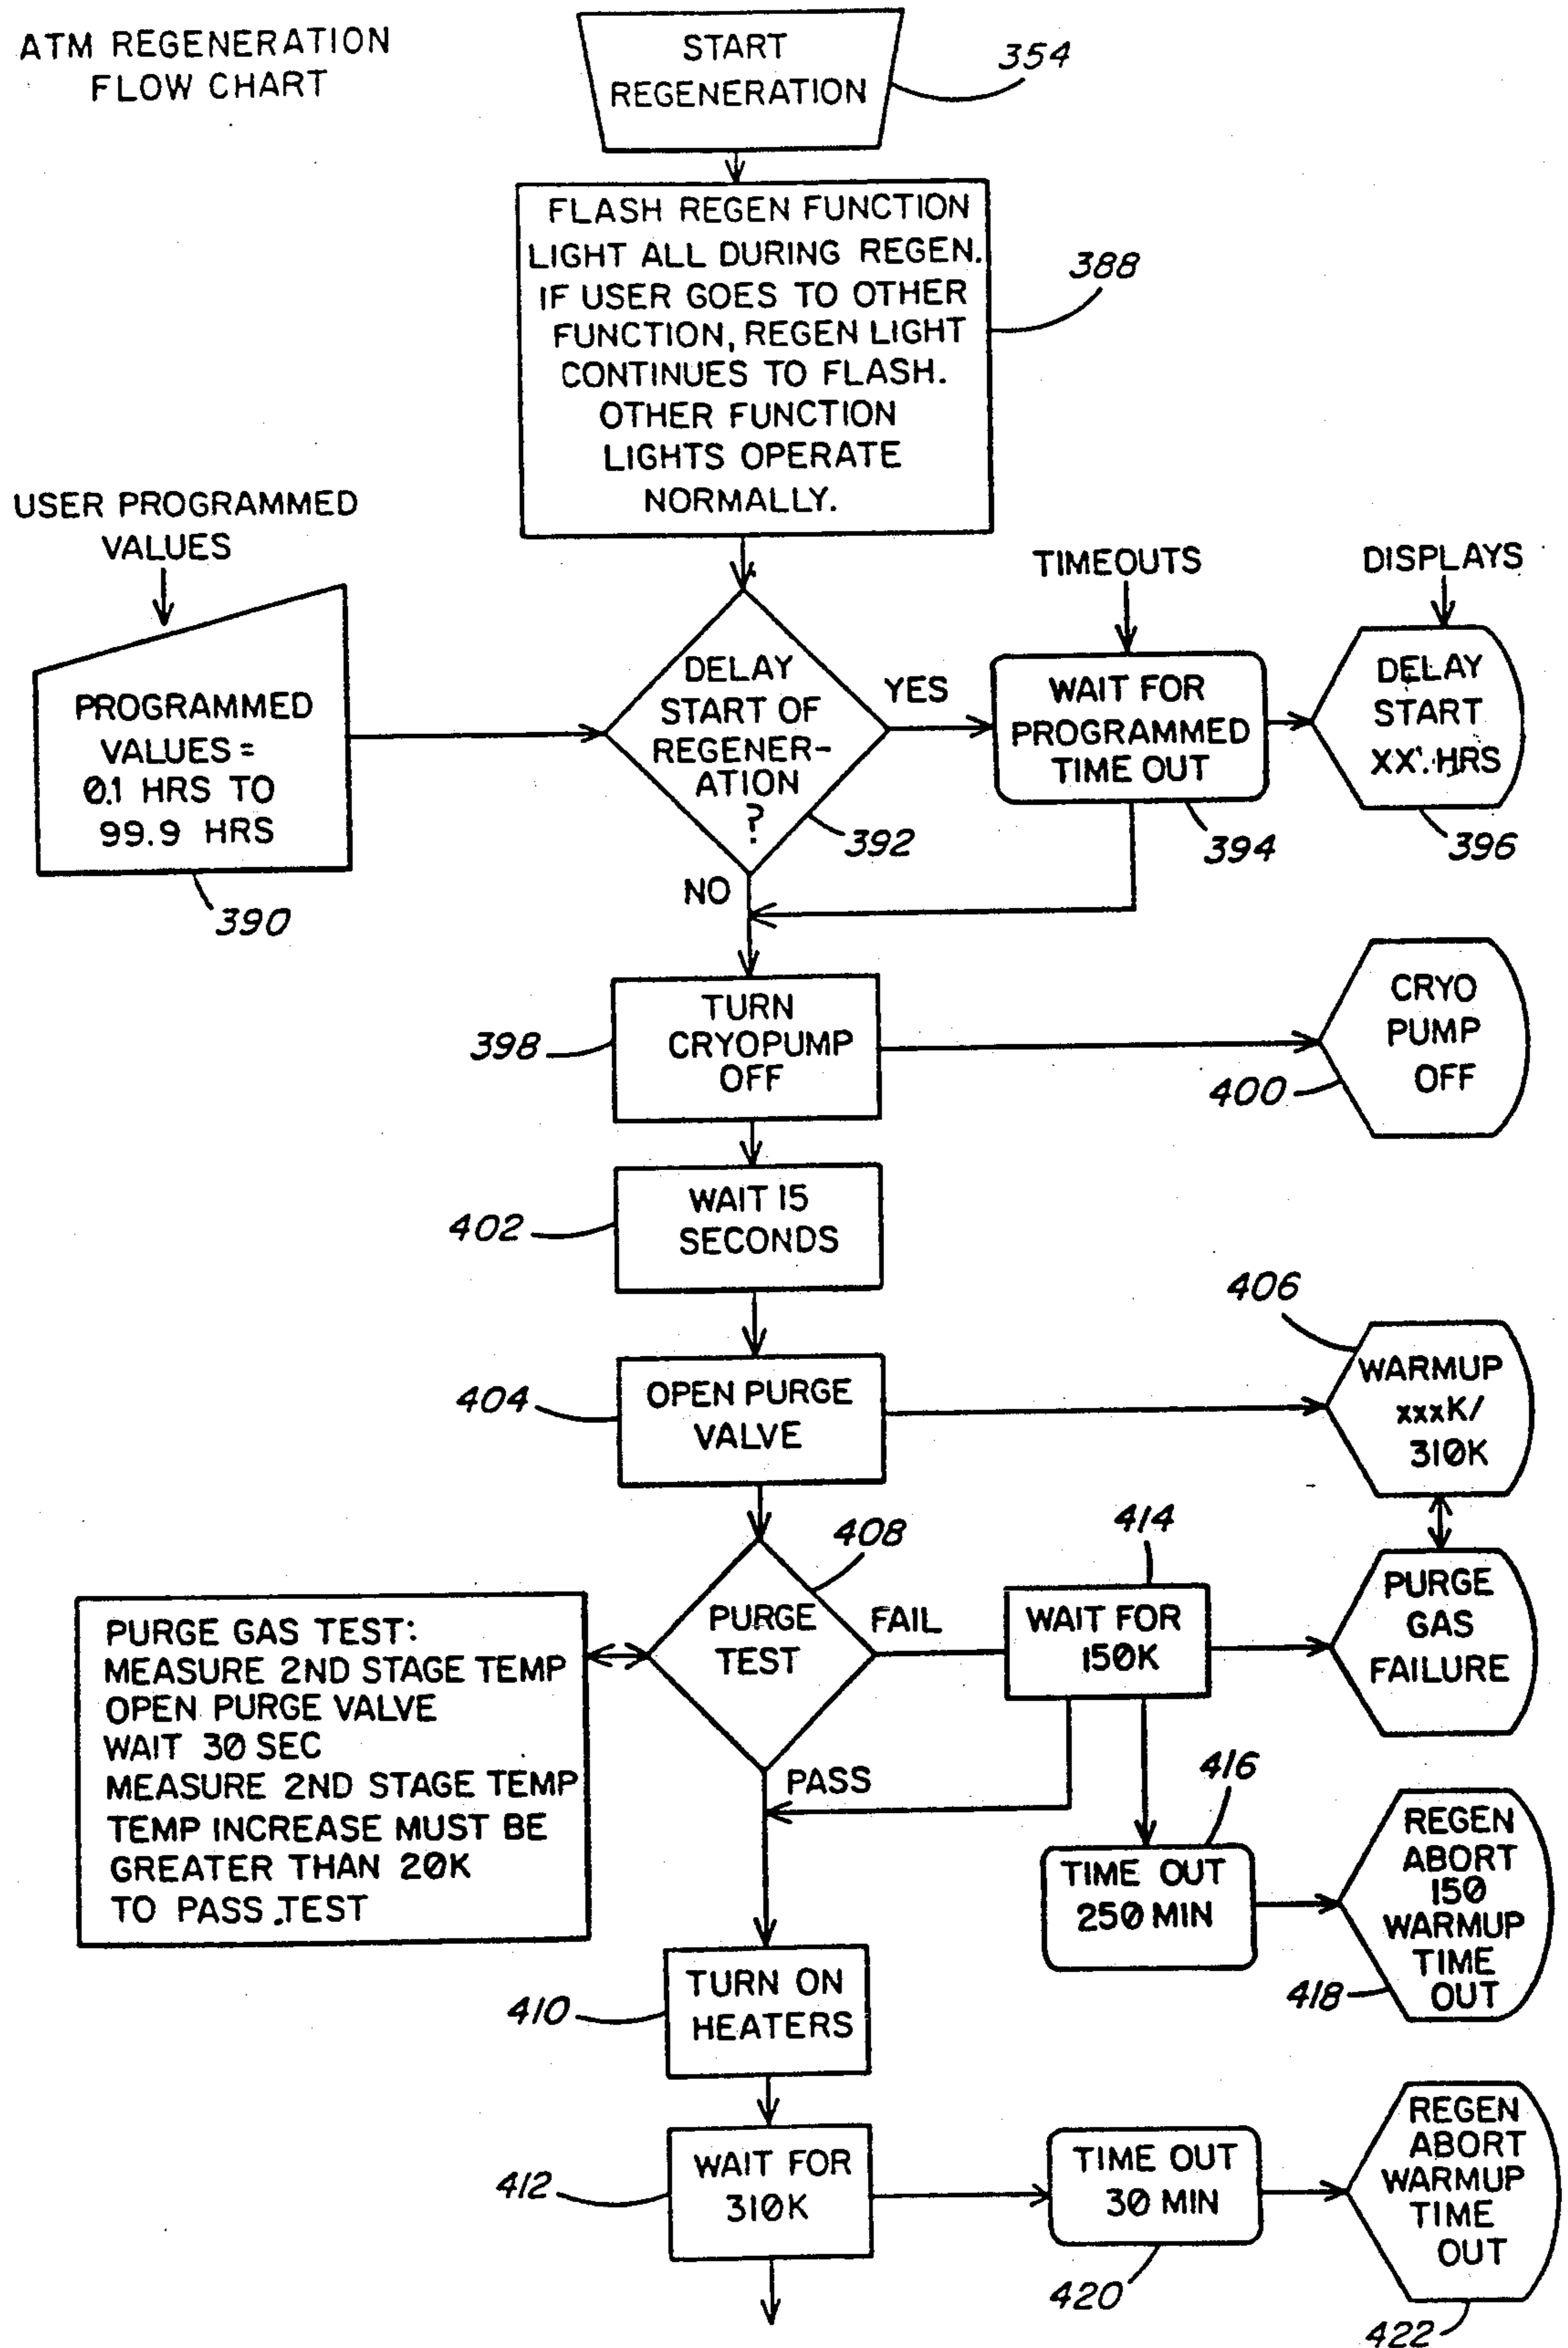 ATM REGENERATION
FLOW CHART
START
REGENERATION
354
FLASH REGEN FUNCTION
LIGHT ALL DURING REGEN.
IF USER GOES TO OTHER
FUNCTION, REGEN LIGHT
CONTINUES TO FLASH.
OTHER FUNCTION
LIGHTS OPERATE
NORMALLY.
388
USER PROGRAMMED
VALUES
PROGRAMMED
VALUES =
0.1 HRS TO
99.9 HRS
390
DELAY
START OF
REGENER-
ATION
?
392
YES
NO
TIMEOUTS
WAIT FOR
PROGRAMMED
TIME OUT
394
DISPLAYS
DELAY
START
XX. HRS
396
TURN
CRYOPUMP
OFF
398
CRYO
PUMP
OFF
400
WAIT 15
SECONDS
402
OPEN PURGE
VALVE
404
406
WARMUP
xxxK/
310K
408
PURGE
TEST
FAIL
PASS
414
WAIT FOR
150K
PURGE
GAS
FAILURE
PURGE GAS TEST:
MEASURE 2ND STAGE TEMP
OPEN PURGE VALVE
WAIT 30 SEC
MEASURE 2ND STAGE TEMP
TEMP INCREASE MUST BE
GREATER THAN 20K
TO PASS TEST
416
TIME OUT
250 MIN
REGEN
ABORT
150
WARMUP
TIME
OUT
418
TURN ON
HEATERS
410
WAIT FOR
310K
412
TIME OUT
30 MIN
420
REGEN
ABORT
WARMUP
TIME
OUT
422